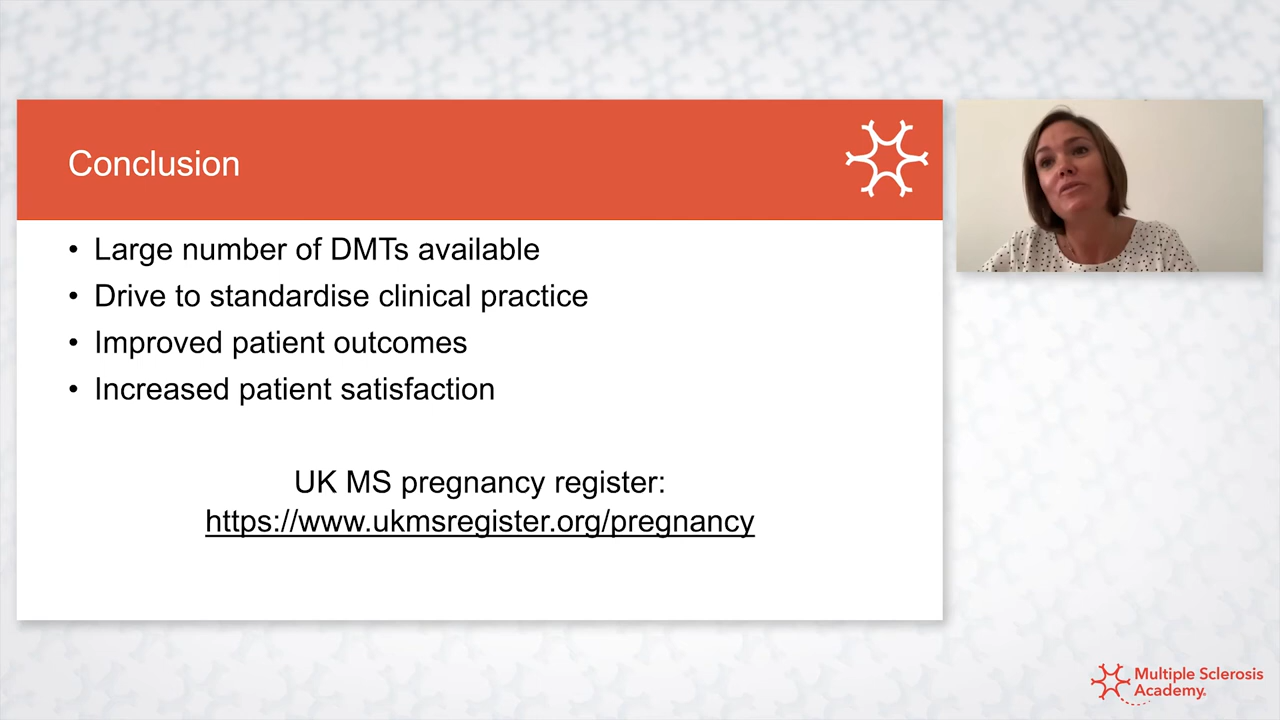 Conclusion
• Large number of DMTs available
• Drive to standardise clinical practice
• Improved patient outcomes
• Increased patient satisfaction
UK MS pregnancy register:
https://www.ukmsregister.org/pregnancy
Multiple Sclerosis
Academy.